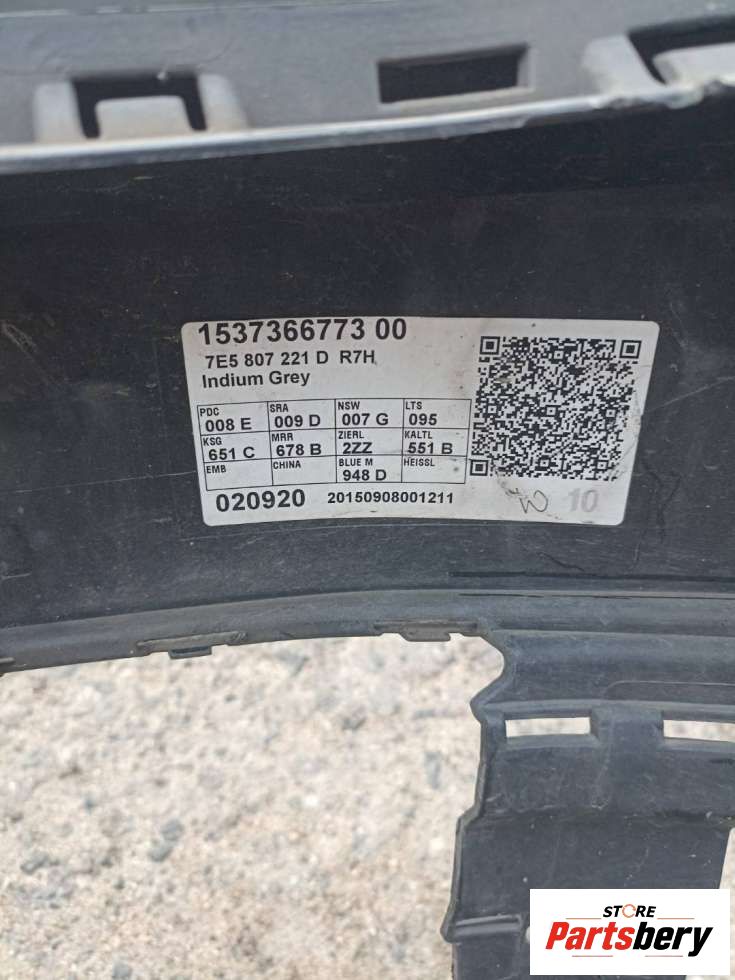 1537366773 00
7E5 807 221 D R7H
Indium Grey
PDC SRA NSW LTS
008 E 009 D 007 G 095
KSG MRR ZIERL KALTL
651 C 678 B 2ZZ 551 B
EMB CHINA BLUE M HEISSL
948 D
020920 20150908001211
10
STORE
Partsbery